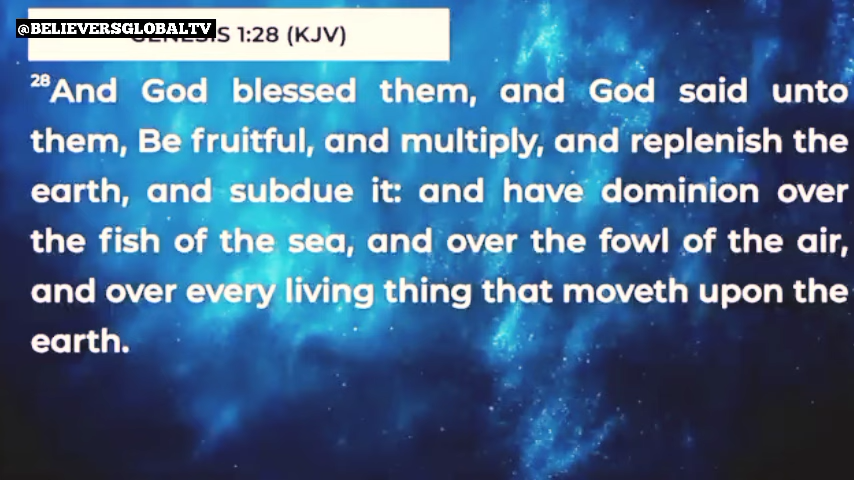 @BELIEVERSGLOBALTV
GENESIS 1:28 (KJV)
28And God blessed them, and God said unto
them, Be fruitful, and multiply, and replenish the
earth, and subdue it: and have dominion over
the fish of the sea, and over the fowl of the air,
and over every living thing that moveth upon the
earth.